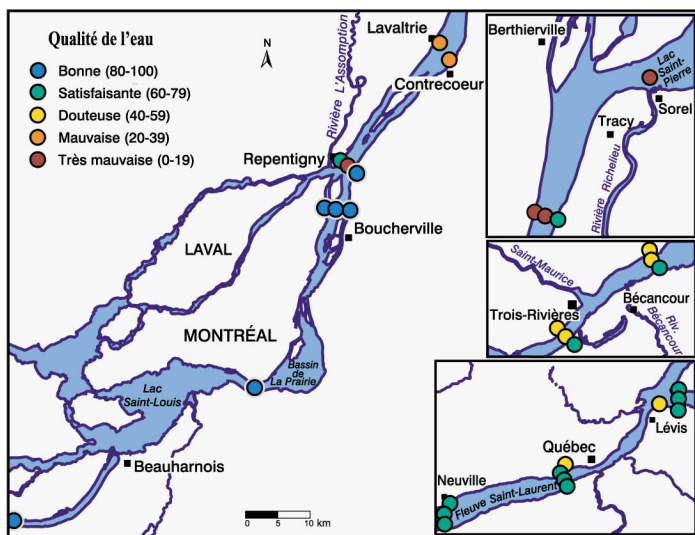 Qualité de l'eau
Bonne (80-100)
Satisfaisante (60-79)
Douteuse (40-59)
Mauvaise (20-39)
Très mauvaise (0-19)
N
Rivière L'Assomption
Lavaltrie
Contrecoeur
Repentigny
Boucherville
LAVAL
MONTRÉAL
Bassin
de
La Prairie
Lac
Saint-Louis
Beauharnois
0 5 10 km
Berthierville
Lac
Saint-
Pierre
Sorel
Tracy
Rivière Richelieu
Saint-Maurice
Trois-Rivières
Bécancour
Riv.
Bécancour
Lévis
Québec
Neuville
Fleuve Saint-Laurent